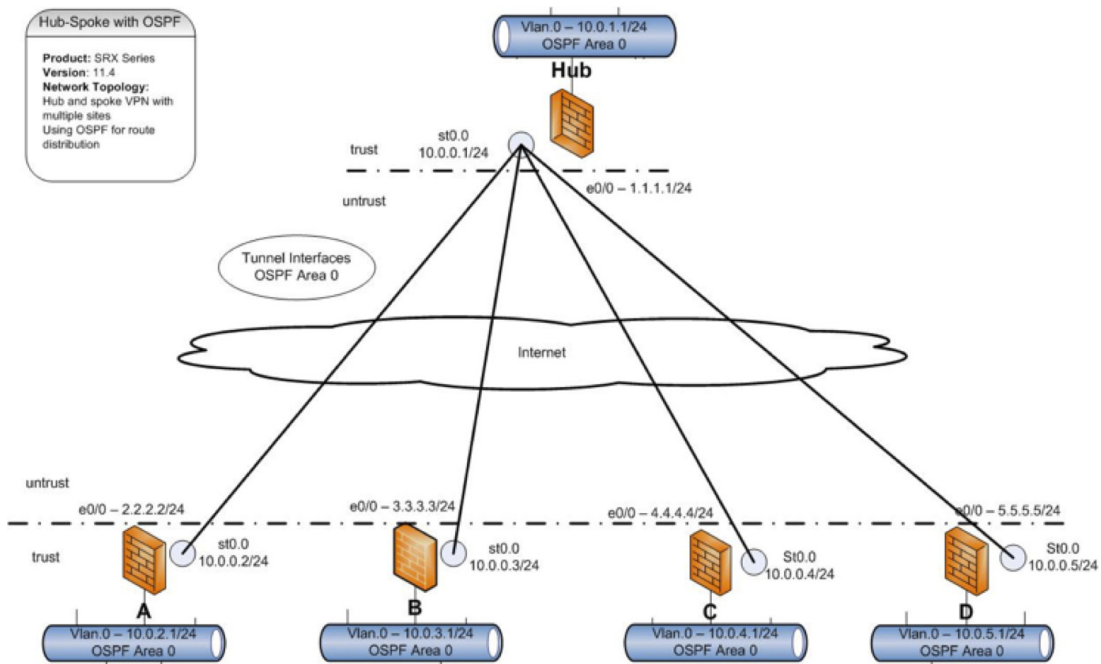 Hub-Spoke with OSPF
Product: SRX Series
Version: 11.4
Network Topology:
Hub and spoke VPN with
multiple sites
Using OSPF for route
distribution
Vlan.0 – 10.0.1.1/24
OSPF Area 0
Hub
st0.0
10.0.0.1/24
trust
untrust
e0/0 – 1.1.1.1/24
Tunnel Interfaces
OSPF Area 0
Internet
untrust
trust
e0/0 – 2.2.2.2/24
st0.0
10.0.0.2/24
A
Vlan.0 – 10.0.2.1/24
OSPF Area 0
e0/0 – 3.3.3.3/24
st0.0
10.0.0.3/24
B
Vlan.0 – 10.0.3.1/24
OSPF Area 0
e0/0 – 4.4.4.4/24
St0.0
10.0.0.4/24
C
Vlan.0 – 10.0.4.1/24
OSPF Area 0
e0/0 – 5.5.5.5/24
St0.0
10.0.0.5/24
D
Vlan.0 – 10.0.5.1/24
OSPF Area 0